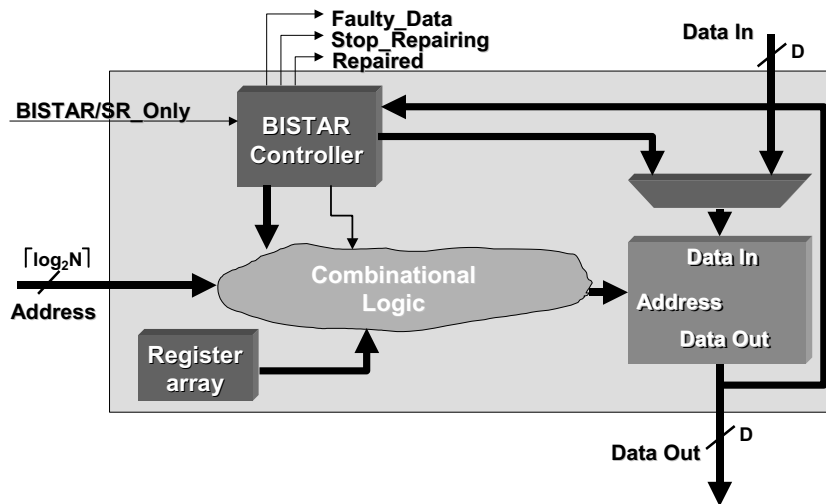 Faulty_Data
Stop_Repairing
Repaired
Data In
D
BISTAR/SR_Only
BISTAR
Controller
⌈log₂N⌉
Address
Combinational
Logic
Data In
Address
Data Out
Register
array
Data Out
D